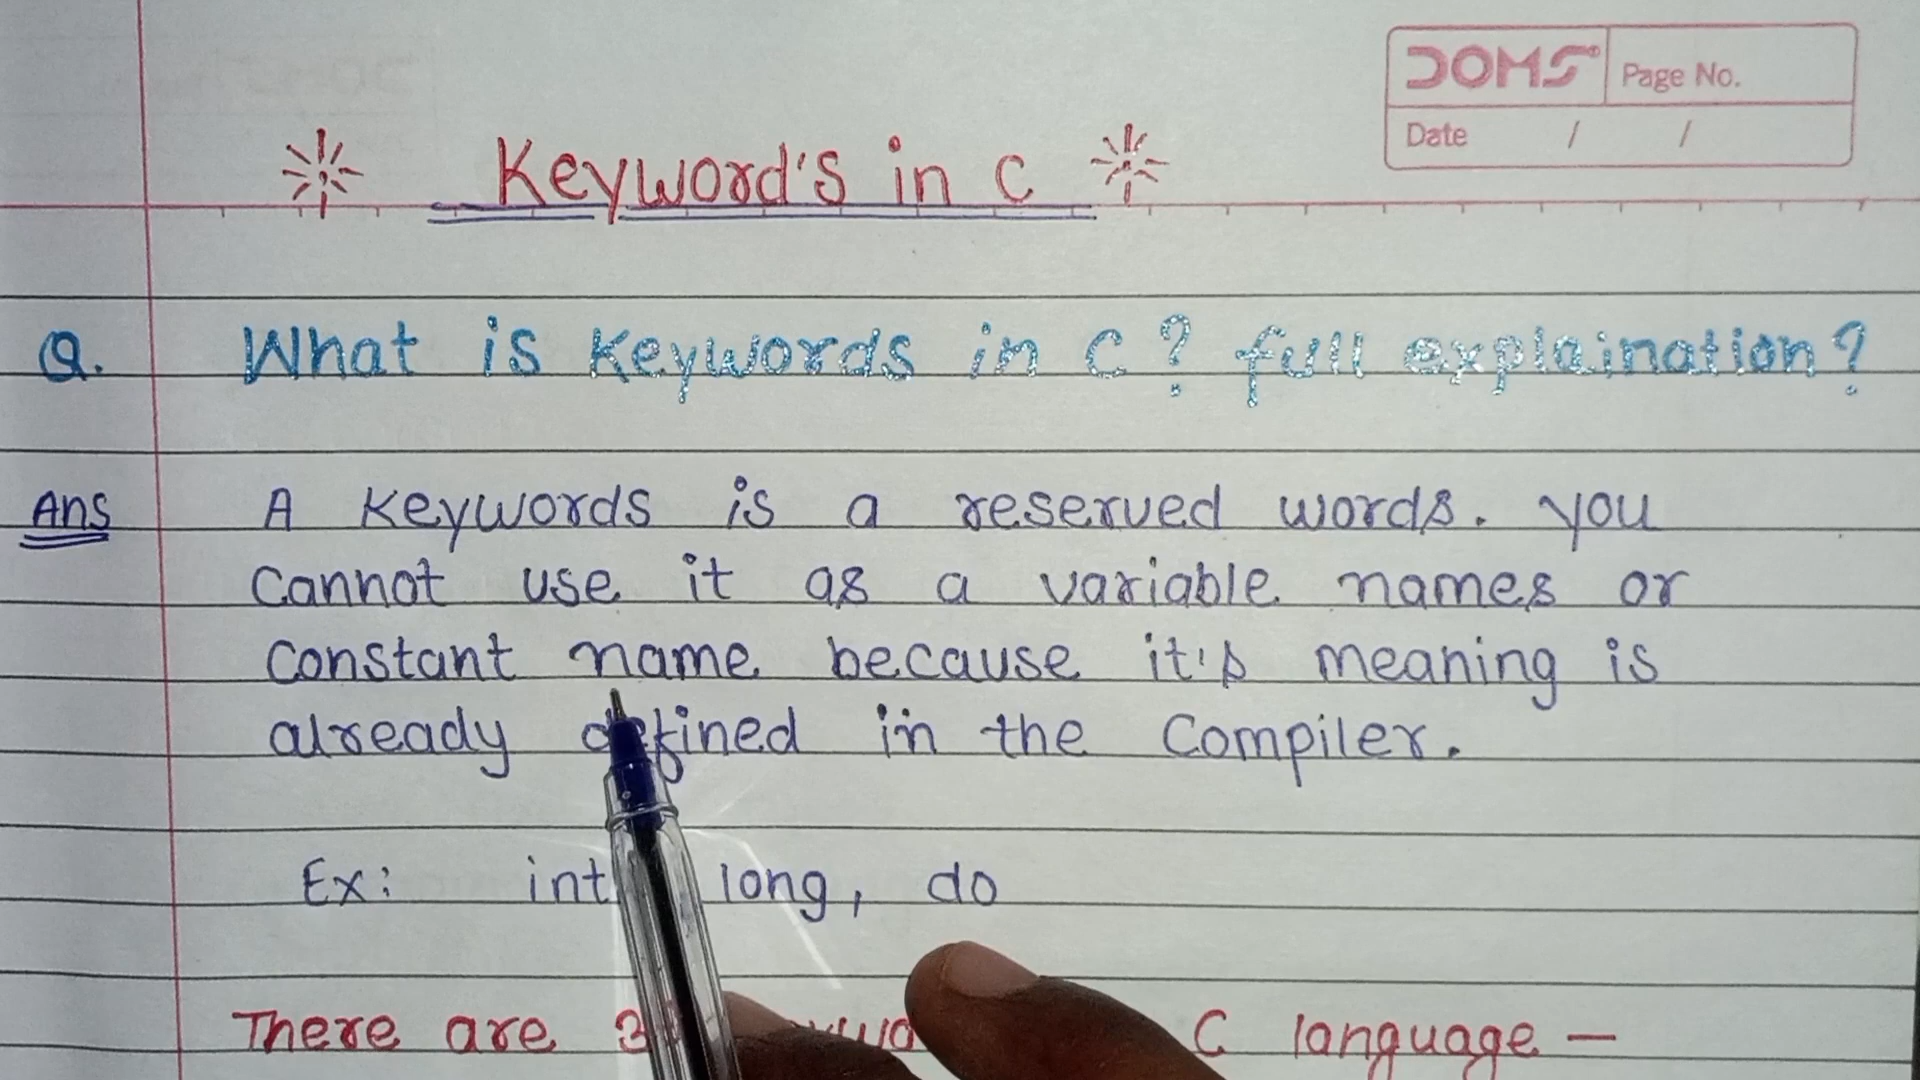 DOMS Page No.
Date / /
Keyword's in C
Q. What is Keywords in C? full explaination?
Ans A Keywords is a reserved words. You
Cannot use it as a variable names or
Constant name because it's meaning is
already defined in the Compiler.
Ex: int long, do
There are C language —